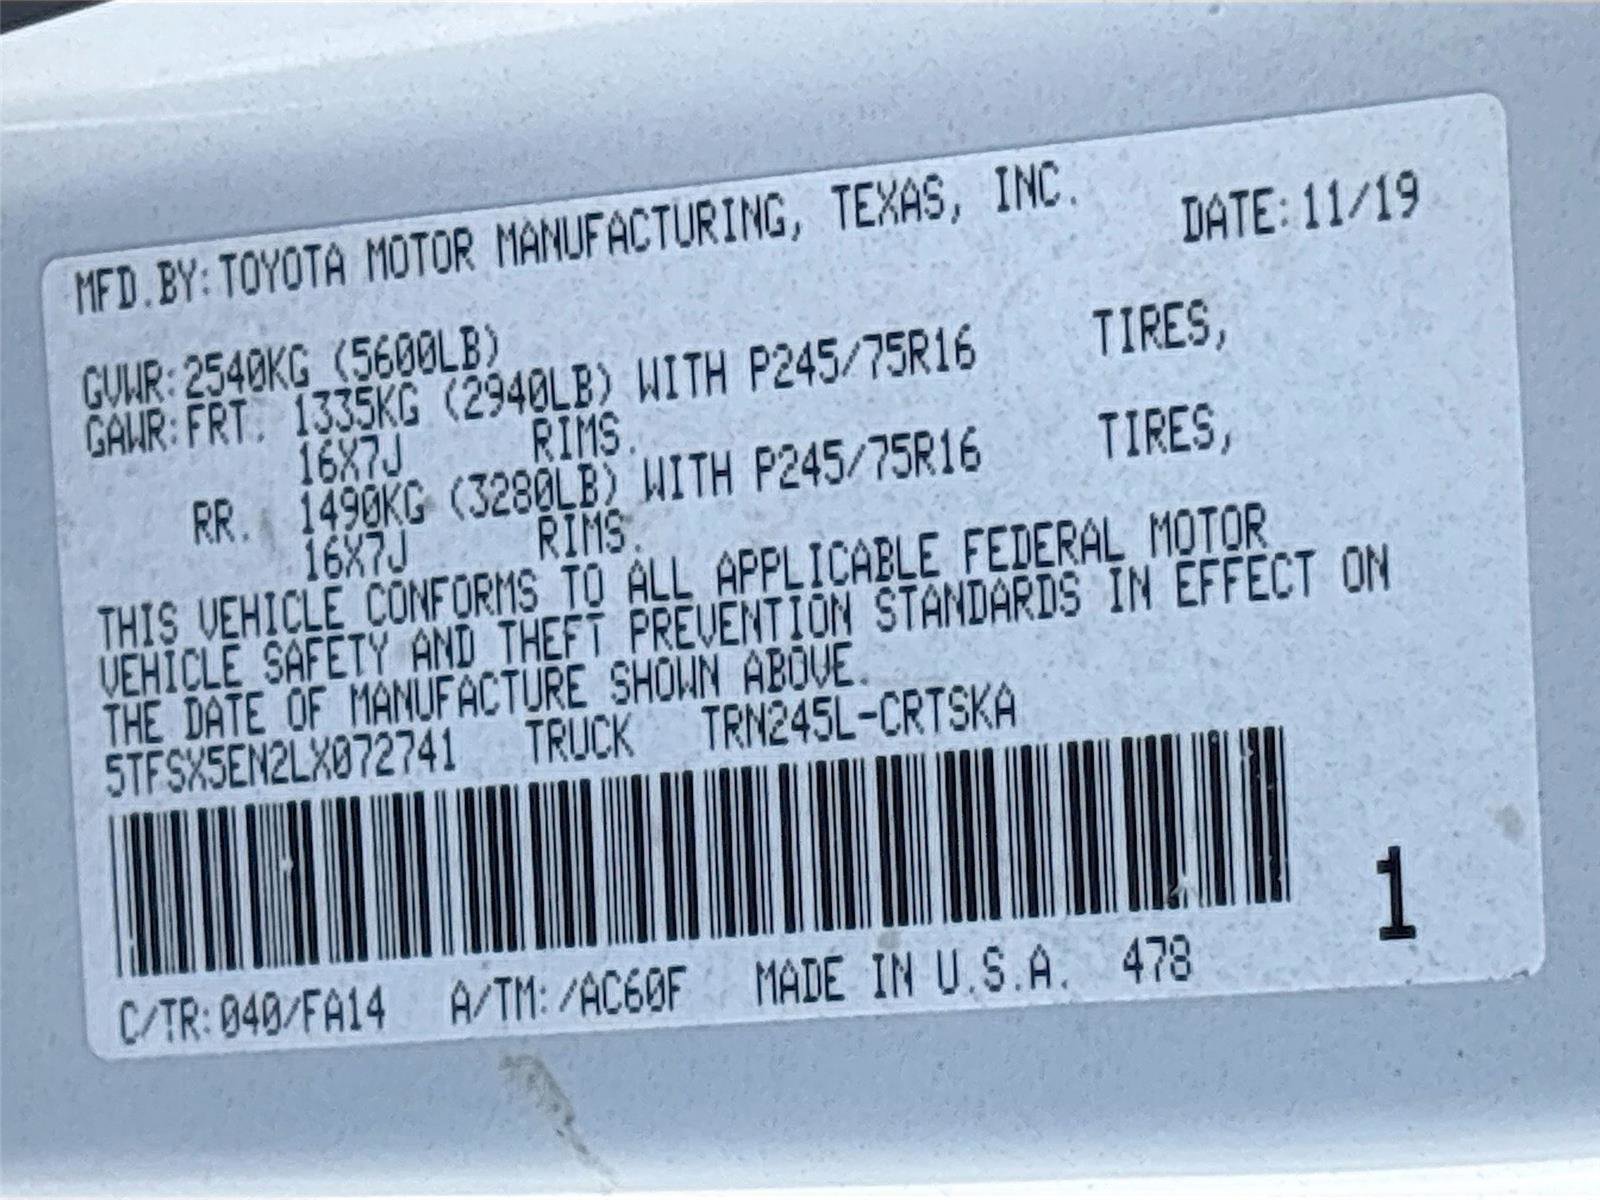 MFD.BY:TOYOTA MOTOR MANUFACTURING, TEXAS, INC. DATE:11/19
GVWR:2540KG (5600LB)
GAWR:FRT. 1335KG (2940LB) WITH P245/75R16 TIRES,
16X7J RIMS.
RR. 1490KG (3280LB) WITH P245/75R16 TIRES,
16X7J RIMS.
THIS VEHICLE CONFORMS TO ALL APPLICABLE FEDERAL MOTOR
VEHICLE SAFETY AND THEFT PREVENTION STANDARDS IN EFFECT ON
THE DATE OF MANUFACTURE SHOWN ABOVE.
5TFSX5EN2LX072741 TRUCK TRN245L-CRTSKA
1
C/TR:040/FA14 A/TM:/AC60F MADE IN U.S.A. 478